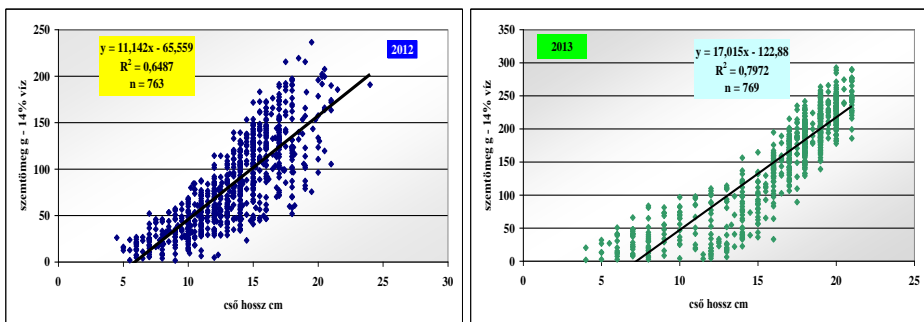 y = 11,142x - 65,559
R² = 0,6487
n = 763
2012
szemtömeg g - 14% víz
250
200
150
100
50
0
0 5 10 15 20 25 30
cső hossz cm
2013
y = 17,015x - 122,88
R² = 0,7972
n = 769
szemtömeg g - 14% víz
350
300
250
200
150
100
50
0
0 5 10 15 20 25
cső hossz cm